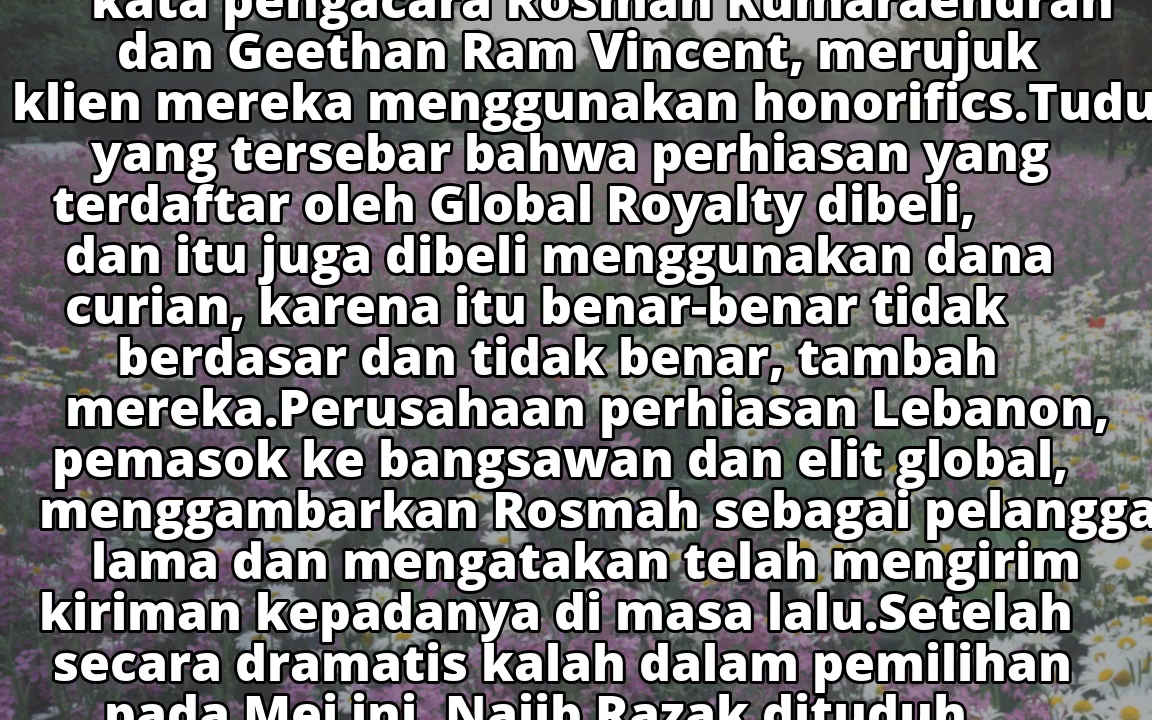 kata pengacara Rosmah Kumaraendran
dan Geethan Ram Vincent, merujuk
klien mereka menggunakan honorifics.Tudu
yang tersebar bahwa perhiasan yang
terdaftar oleh Global Royalty dibeli,
dan itu juga dibeli menggunakan dana
curian, karena itu benar-benar tidak
berdasar dan tidak benar, tambah
mereka.Perusahaan perhiasan Lebanon,
pemasok ke bangsawan dan elit global,
menggambarkan Rosmah sebagai pelangga
lama dan mengatakan telah mengirim
kiriman kepadanya di masa lalu.Setelah
secara dramatis kalah dalam pemilihan
pada Mei ini, Najib Razak dituduh